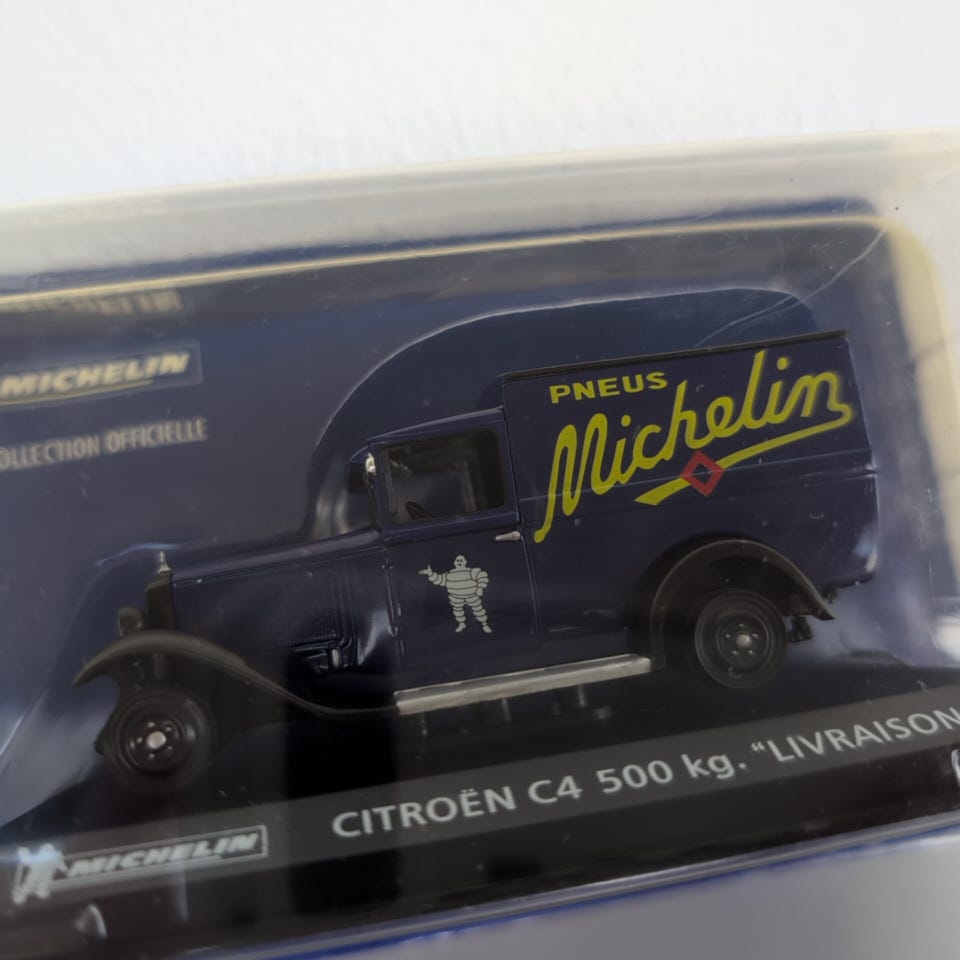 MICHELIN
COLLECTION OFFICIELLE
PNEUS
Michelin
CITROËN C4 500 kg. "LIVRAISON
MICHELIN